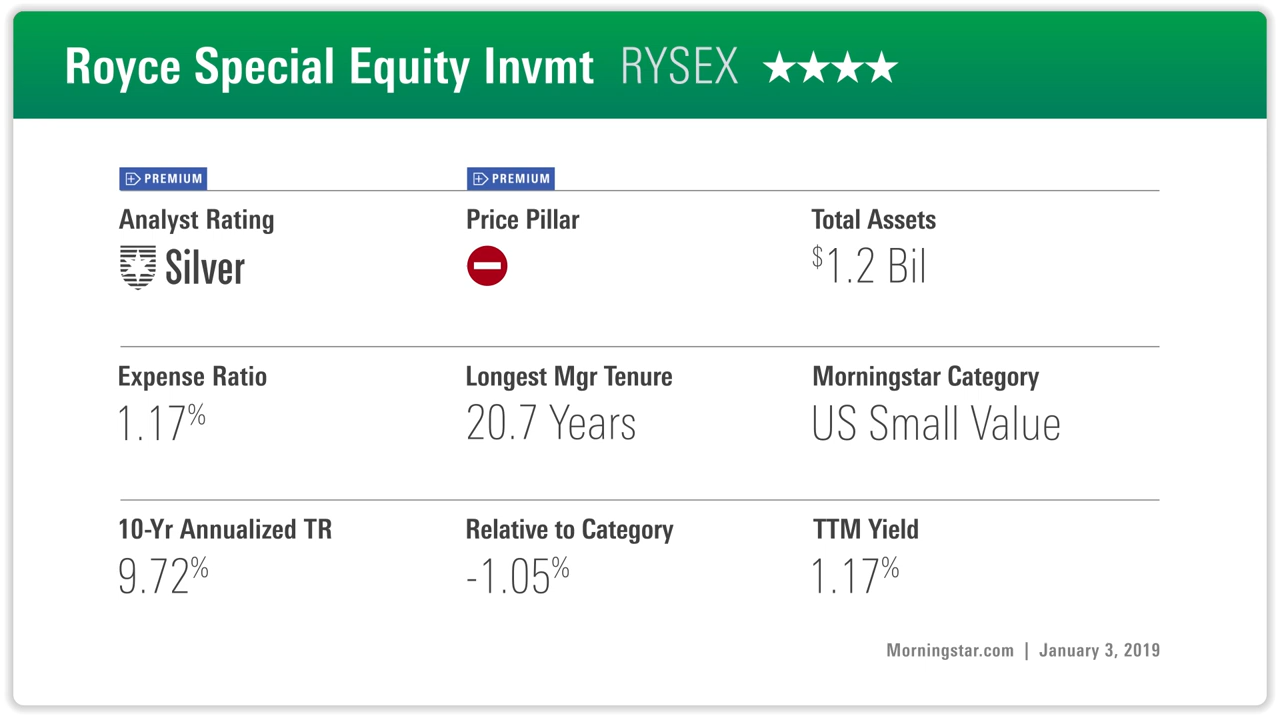 Royce Special Equity Invmt RYSEX ★★★★
PREMIUM PREMIUM
Analyst Rating Price Pillar Total Assets
Silver $1.2 Bil
Expense Ratio Longest Mgr Tenure Morningstar Category
1.17% 20.7 Years US Small Value
10-Yr Annualized TR Relative to Category TTM Yield
9.72% -1.05% 1.17%
Morningstar.com | January 3, 2019